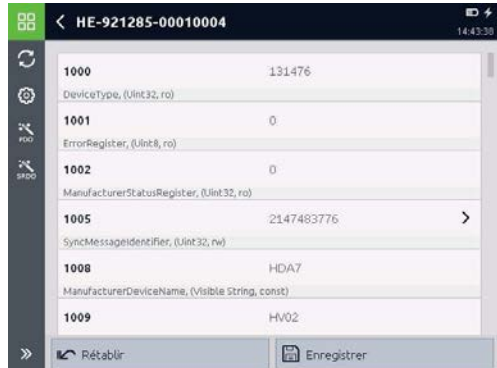 HE-921285-00010004
14:43:38
1000 131476
DeviceType, (Uint32, ro)
1001 0
ErrorRegister, (Uint8, ro)
1002 0
ManufacturerStatusRegister, (Uint32, ro)
1005 2147483776
SyncMessageIdentifier, (Uint32, rw)
1008 HDA7
ManufacturerDeviceName, (Visible String, const)
1009 HV02
PDO
SRDO
Rétablir
Enregistrer